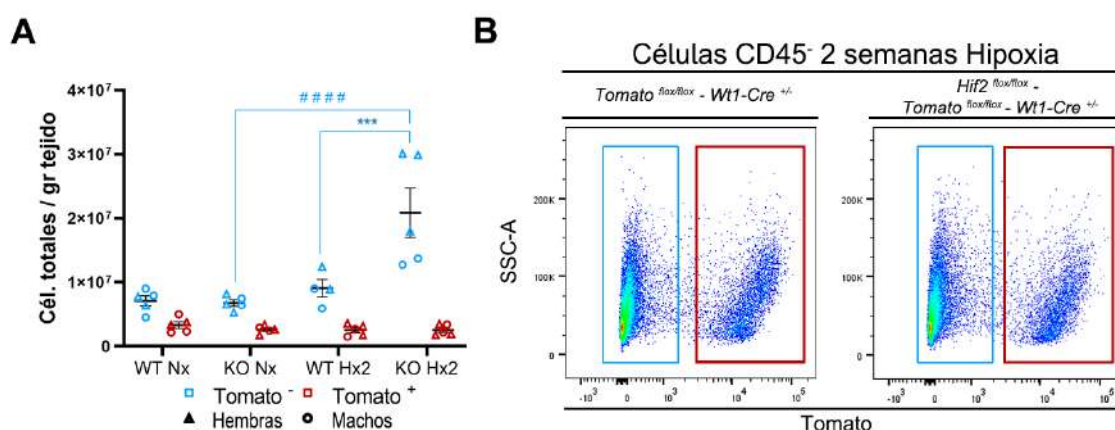 A
Cél. totales / gr tejido
4×10⁷
3×10⁷
2×10⁷
1×10⁷
0
####
***
WT Nx KO Nx WT Hx2 KO Hx2
Tomato - Tomato +
Hembras Machos
B
Células CD45- 2 semanas Hipoxia
Tomato flox/flox - Wt1-Cre +/-
Hif2 flox/flox -
Tomato flox/flox - Wt1-Cre +/-
SSC-A
200K
100K
0
-10³ 0 10⁴ 10⁵
200K
100K
0
-10³ 0 10⁴ 10⁵
Tomato